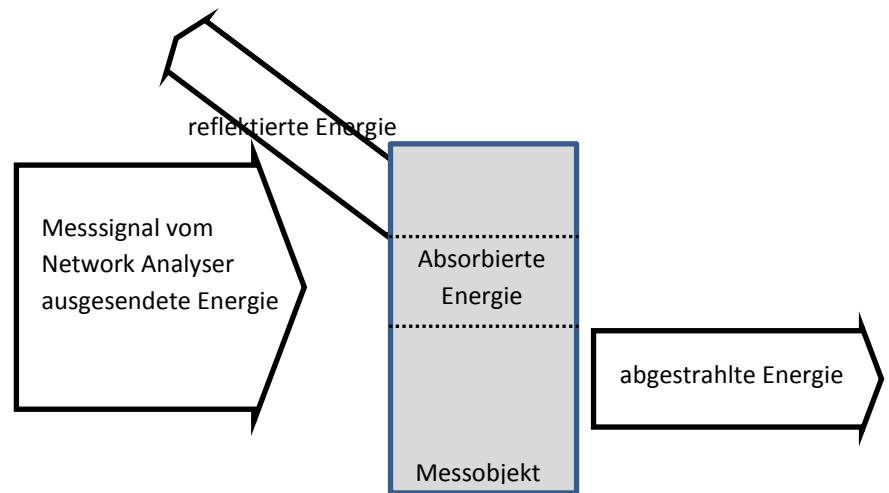 reflektierte Energie
Messsignal vom
Network Analyser
ausgesendete Energie
Absorbierte
Energie
abgestrahlte Energie
Messobjekt